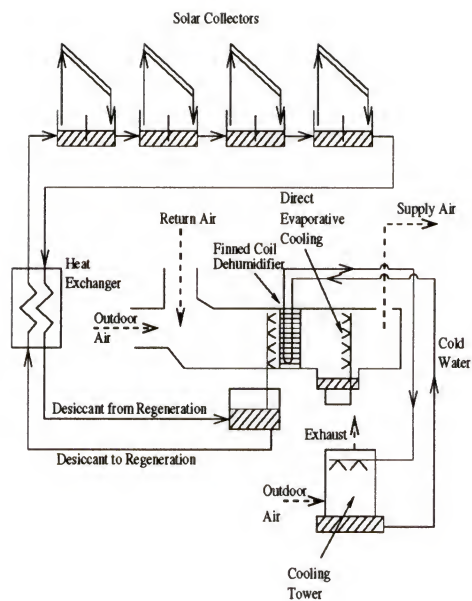 Solar Collectors
Direct
Evaporative
Cooling
Supply Air
Return Air
Finned Coil
Dehumidifier
Heat
Exchanger
Outdoor
Air
Cold
Water
Desiccant from Regeneration
Exhaust
Desiccant to Regeneration
Outdoor
Air
Cooling
Tower